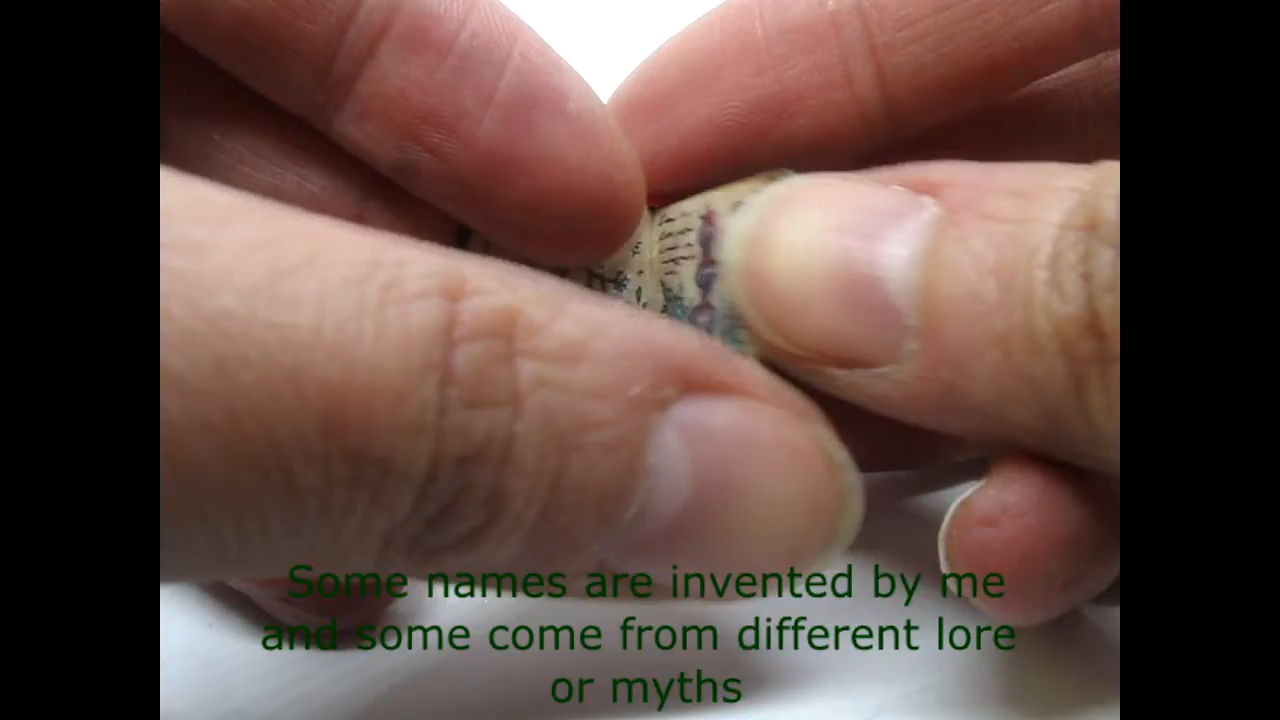 Some names are invented by me
and some come from different lore
or myths